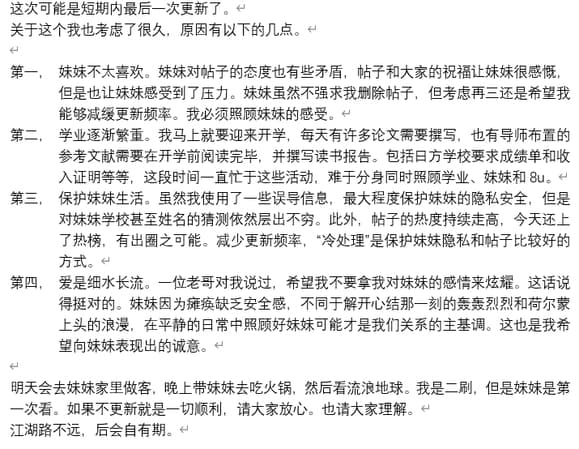 这次可能是短期内最后一次更新了。
关于这个我也考虑了很久，原因有以下的几点。
第一，妹妹不太喜欢。妹妹对帖子的态度也有些矛盾，帖子和大家的祝福让妹妹很感慨，
但是也让妹妹感受到了压力。妹妹虽然不强求我删除帖子，但考虑再三还是希望我
能够减缓更新频率。我必须照顾妹妹的感受。
第二，学业逐渐繁重。我马上就要迎来开学，每天有许多论文需要撰写，也有导师布置的
参考文献需要在开学前阅读完毕，并撰写读书报告。包括日方学校要求成绩单和收
入证明等等，这段时间一直忙于这些活动，难于分身同时照顾学业、妹妹和 8u。
第三，保护妹妹生活。虽然我使用了一些误导信息，最大程度保护妹妹的隐私安全，但是
对妹妹学校甚至姓名的猜测依然层出不穷。此外，帖子的热度持续走高，今天还上
了热榜，有出圈之可能。减少更新频率，“冷处理”是保护妹妹隐私和帖子比较好的
方式。
第四，爱是细水长流。一位老哥对我说过，希望我不要拿我对妹妹的感情来炫耀。这话说
得挺对的。妹妹因为瘫痪缺乏安全感，不同于解开心结那一刻的轰轰烈烈和荷尔蒙
上头的浪漫，在平静的日常中照顾好妹妹可能才是我们关系的主基调。这也是我希
望向妹妹表现出的诚意。
明天会去妹妹家里做客，晚上带妹妹去吃火锅，然后看流浪地球。我是二刷，但是妹妹是第
一次看。如果不更新就是一切顺利，请大家放心。也请大家理解。
江湖路不远，后会自有期。